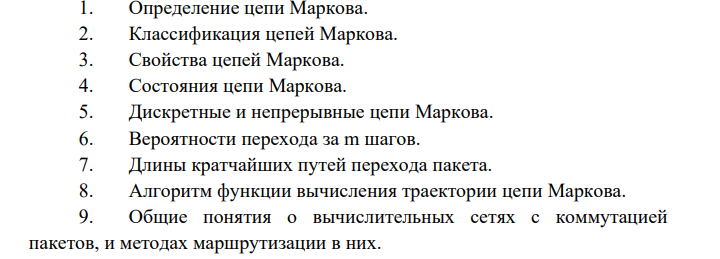 1. Определение цепи Маркова.
2. Классификация цепей Маркова.
3. Свойства цепей Маркова.
4. Состояния цепи Маркова.
5. Дискретные и непрерывные цепи Маркова.
6. Вероятности перехода за m шагов.
7. Длины кратчайших путей перехода пакета.
8. Алгоритм функции вычисления траектории цепи Маркова.
9. Общие понятия о вычислительных сетях с коммутацией
пакетов, и методах маршрутизации в них.